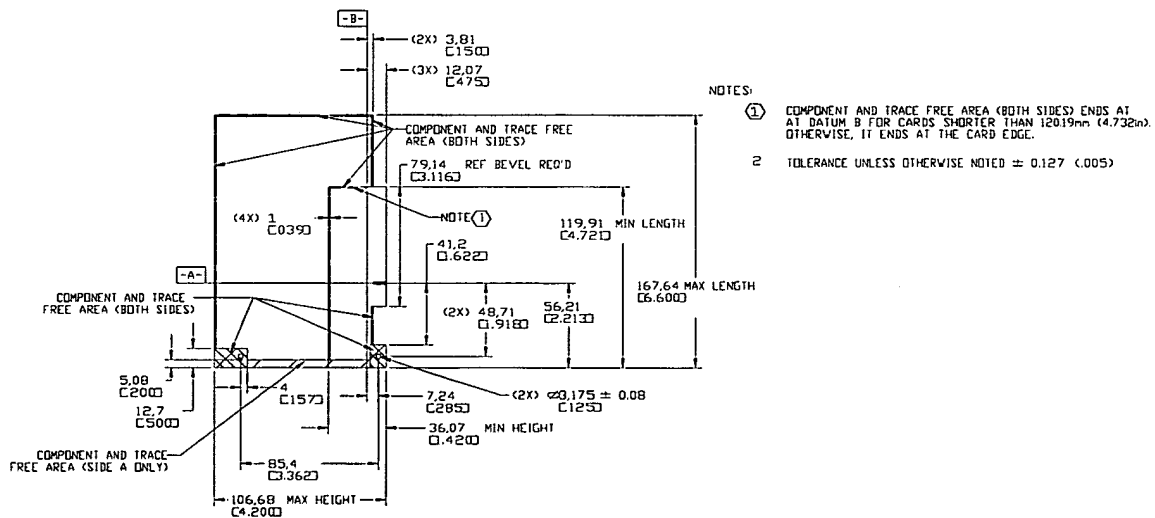 -B-
(2X) 3,81
[.150]
(3X) 12,07
[.475]
NOTES:
1 COMPONENT AND TRACE FREE AREA (BOTH SIDES) ENDS AT
AT DATUM B FOR CARDS SHORTER THAN 120.19mm (4.732in).
OTHERWISE, IT ENDS AT THE CARD EDGE.
2 TOLERANCE UNLESS OTHERWISE NOTED ± 0.127 (.005)
COMPONENT AND TRACE FREE
AREA (BOTH SIDES)
79,14 REF BEVEL REQ'D
[3.116]
(4X) 1
[.039]
NOTE 1
119,91 MIN LENGTH
[4.721]
41,2
[1.622]
-A-
COMPONENT AND TRACE
FREE AREA (BOTH SIDES)
(2X) 48,71
[1.918]
56,21
[2.213]
167,64 MAX LENGTH
[6.600]
5,08
[.200]
12,7
[.500]
4
[.157]
7,24
[.285]
(2X) ⌀3,175 ± 0.08
[.125]
36,07 MIN HEIGHT
[1.420]
COMPONENT AND TRACE
FREE AREA (SIDE A ONLY)
85,4
[3.362]
106,68 MAX HEIGHT
[4.200]